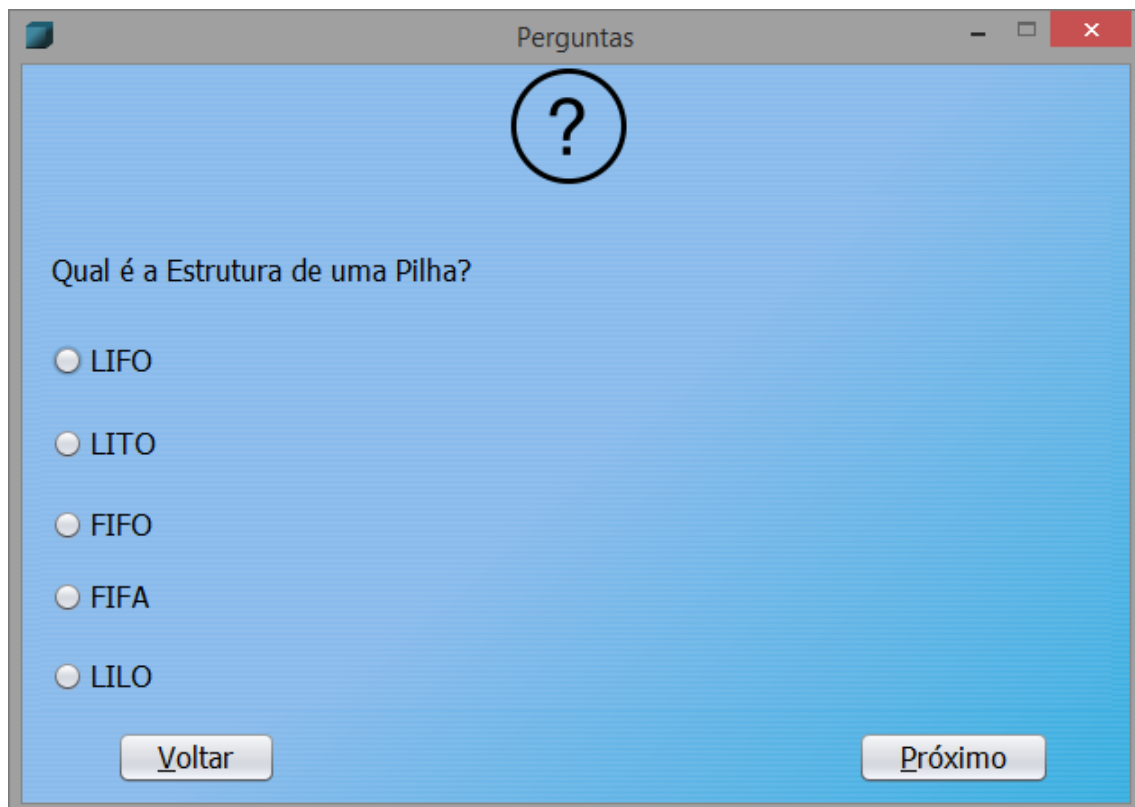 Perguntas
?
Qual é a Estrutura de uma Pilha?
LIFO
LITO
FIFO
FIFA
LILO
Voltar
Próximo